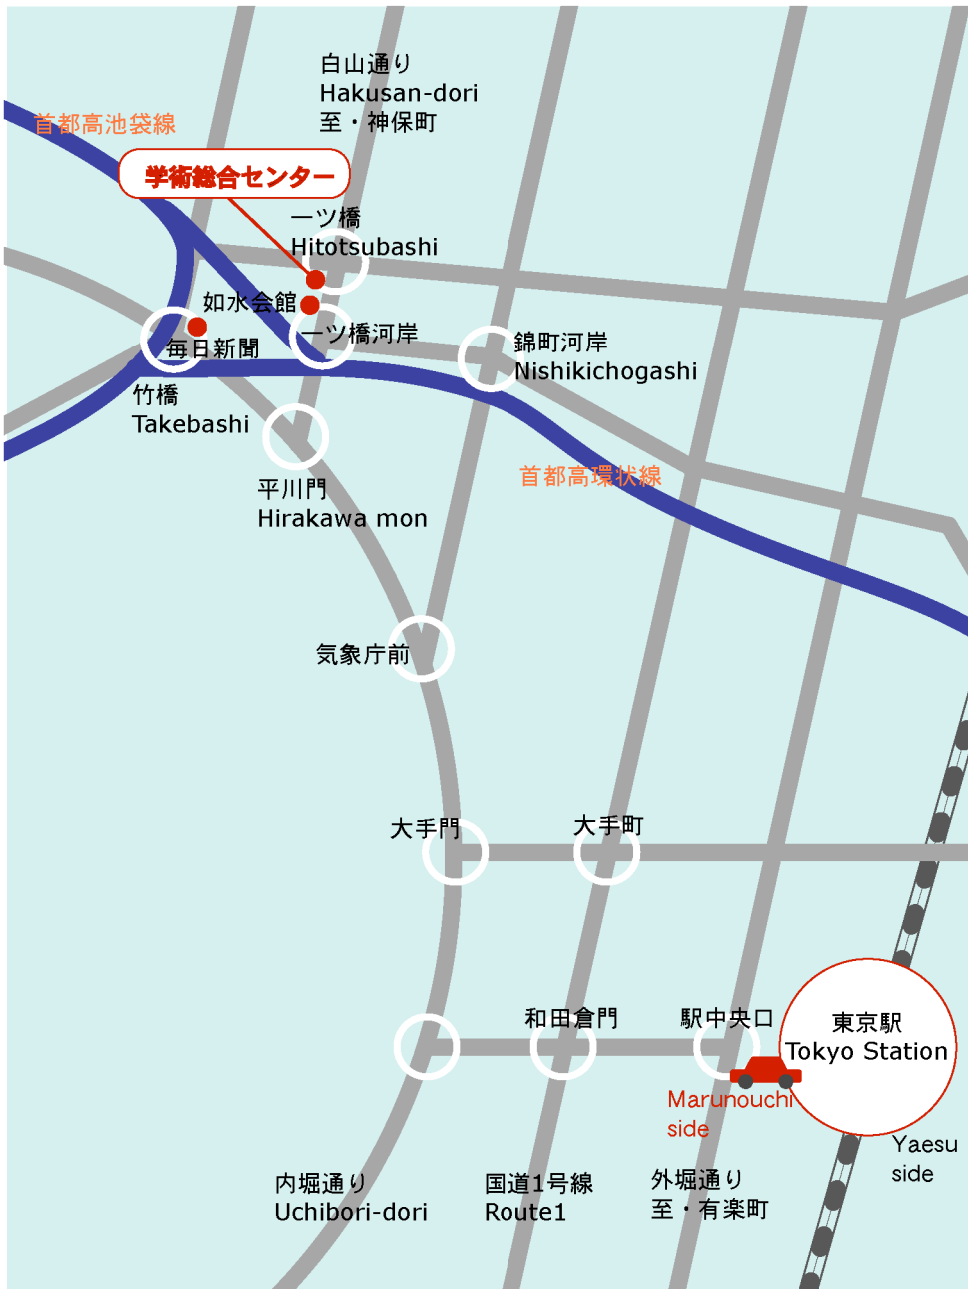 白山通り
Hakusan-dori
至・神保町
首都高池袋線
学術総合センター
一ツ橋
Hitotsubashi
如水会館
一ツ橋河岸
毎日新聞
錦町河岸
Nishikichogashi
竹橋
Takebashi
首都高環状線
平川門
Hirakawa mon
気象庁前
大手門
大手町
和田倉門
駅中央口
東京駅
Tokyo Station
Marunouchi
side
Yaesu
side
内堀通り
Uchibori-dori
国道1号線
Route1
外堀通り
至・有楽町